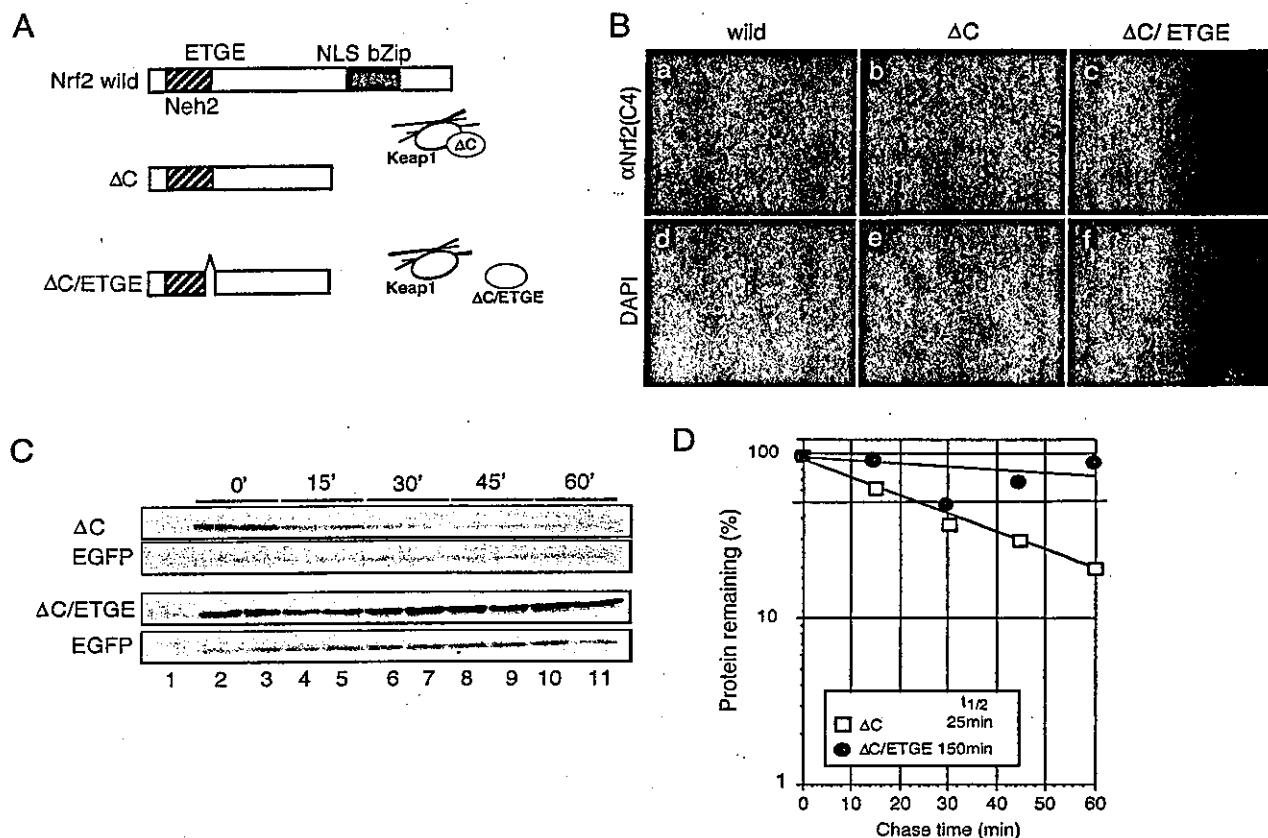 A
ETGE
NLS bZip
Nrf2 wild
Neh2
Keap1
ΔC
ΔC
Keap1
ΔC/ETGE
ΔC/ETGE
B
wild
ΔC
ΔC/ETGE
αNrf2(C4)
a
b
c
DAPI
d
e
f
C
0' 15' 30' 45' 60'
ΔC
EGFP
ΔC/ETGE
EGFP
1 2 3 4 5 6 7 8 9 10 11
D
Protein remaining (%)
100
10
1
t1/2
ΔC 25min
ΔC/ETGE 150min
0 10 20 30 40 50 60
Chase time (min)